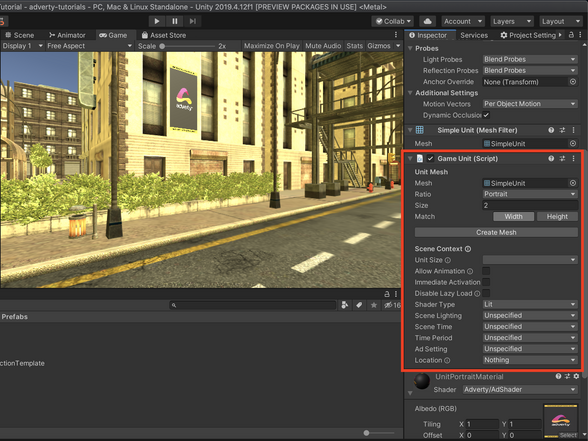 utorial - adverty-tutorials - PC, Mac & Linux Standalone - Unity 2019.4.12f1 [PREVIEW PACKAGES IN USE] <Metal>
Collab Account Layers Layout
Scene Animator Game Asset Store
Display 1 Free Aspect Scale 2x Maximize On Play Mute Audio Stats Gizmos
adverty
16
Prefabs
ctionTemplate
Inspector Services Project Setting
Probes
Light Probes Blend Probes
Reflection Probes Blend Probes
Anchor Override None (Transform)
Additional Settings
Motion Vectors Per Object Motion
Dynamic Occlusion
Simple Unit (Mesh Filter)
Mesh SimpleUnit
Game Unit (Script)
Unit Mesh
Mesh SimpleUnit
Ratio Portrait
Size 2
Match Width Height
Create Mesh
Scene Context
Unit Size
Allow Animation
Immediate Activation
Disable Lazy Load
Shader Type Lit
Scene Lighting Unspecified
Scene Time Unspecified
Time Period Unspecified
Ad Setting Unspecified
Location Nothing
UnitPortraitMaterial
Shader Adverty/AdShader
Albedo (RGB)
Tiling X 1 Y 1
Offset X 0 Y 0
adverty
Select